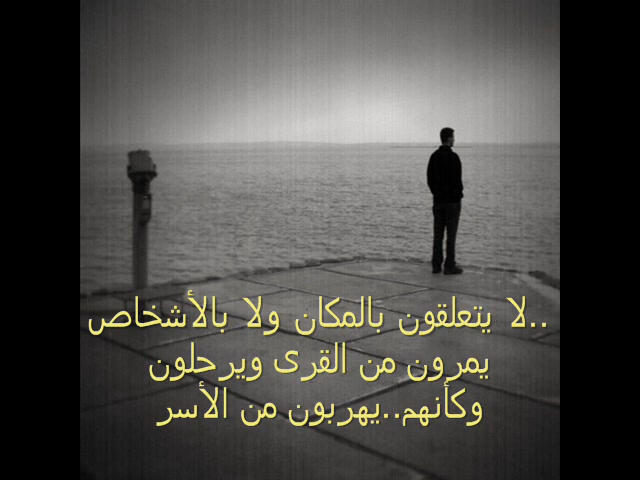 ..لا يتعلقون بالمكان ولا بالأشخاص
يمرون من القرى ويرحلون
وكأنهم..يهربون من الأسر